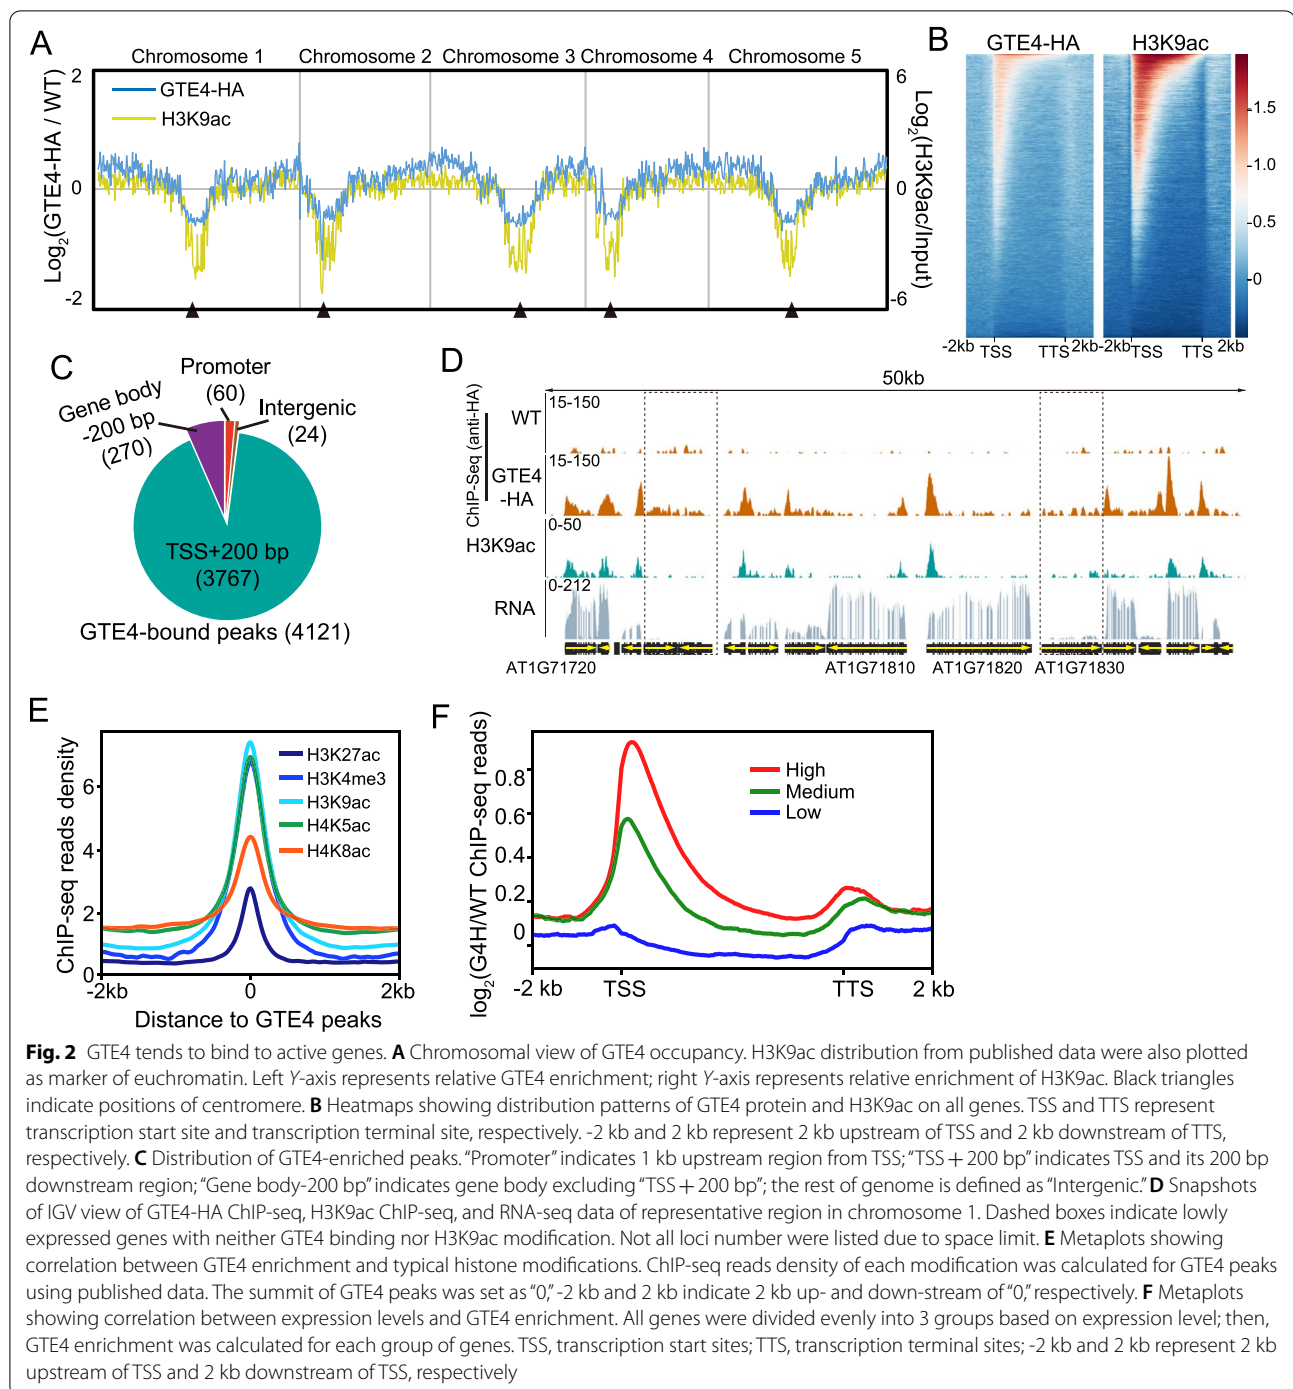 A
Chromosome 1
Chromosome 2
Chromosome 3
Chromosome 4
Chromosome 5
2
0
-2
Log2(GTE4-HA / WT)
GTE4-HA
H3K9ac
6
0
-6
Log2(H3K9ac/Input)
B
GTE4-HA
H3K9ac
1.5
1.0
0.5
0
-2kb
TSS
TTS
2kb
-2kb
TSS
TTS
2kb
C
Promoter
(60)
Gene body
-200 bp
(270)
Intergenic
(24)
TSS+200 bp
(3767)
GTE4-bound peaks (4121)
D
50kb
ChIP-Seq (anti-HA)
WT
15-150
GTE4
-HA
15-150
H3K9ac
0-50
RNA
0-212
AT1G71720
AT1G71810
AT1G71820
AT1G71830
E
ChIP-seq reads density
6
4
2
0
H3K27ac
H3K4me3
H3K9ac
H4K5ac
H4K8ac
-2kb
0
2kb
Distance to GTE4 peaks
F
log2(G4H/WT ChIP-seq reads)
0.8
0.6
0.4
0.2
0
High
Medium
Low
-2 kb
TSS
TTS
2 kb
Fig. 2 GTE4 tends to bind to active genes. A Chromosomal view of GTE4 occupancy. H3K9ac distribution from published data were also plotted
as marker of euchromatin. Left Y-axis represents relative GTE4 enrichment; right Y-axis represents relative enrichment of H3K9ac. Black triangles
indicate positions of centromere. B Heatmaps showing distribution patterns of GTE4 protein and H3K9ac on all genes. TSS and TTS represent
transcription start site and transcription terminal site, respectively. -2 kb and 2 kb represent 2 kb upstream of TSS and 2 kb downstream of TTS,
respectively. C Distribution of GTE4-enriched peaks. “Promoter” indicates 1 kb upstream region from TSS; “TSS + 200 bp” indicates TSS and its 200 bp
downstream region; “Gene body-200 bp” indicates gene body excluding “TSS + 200 bp”; the rest of genome is defined as “Intergenic.” D Snapshots
of IGV view of GTE4-HA ChIP-seq, H3K9ac ChIP-seq, and RNA-seq data of representative region in chromosome 1. Dashed boxes indicate lowly
expressed genes with neither GTE4 binding nor H3K9ac modification. Not all loci number were listed due to space limit. E Metaplots showing
correlation between GTE4 enrichment and typical histone modifications. ChIP-seq reads density of each modification was calculated for GTE4 peaks
using published data. The summit of GTE4 peaks was set as “0,” -2 kb and 2 kb indicate 2 kb up- and down-stream of “0,” respectively. F Metaplots
showing correlation between expression levels and GTE4 enrichment. All genes were divided evenly into 3 groups based on expression level; then,
GTE4 enrichment was calculated for each group of genes. TSS, transcription start sites; TTS, transcription terminal sites; -2 kb and 2 kb represent 2 kb
upstream of TSS and 2 kb downstream of TSS, respectively